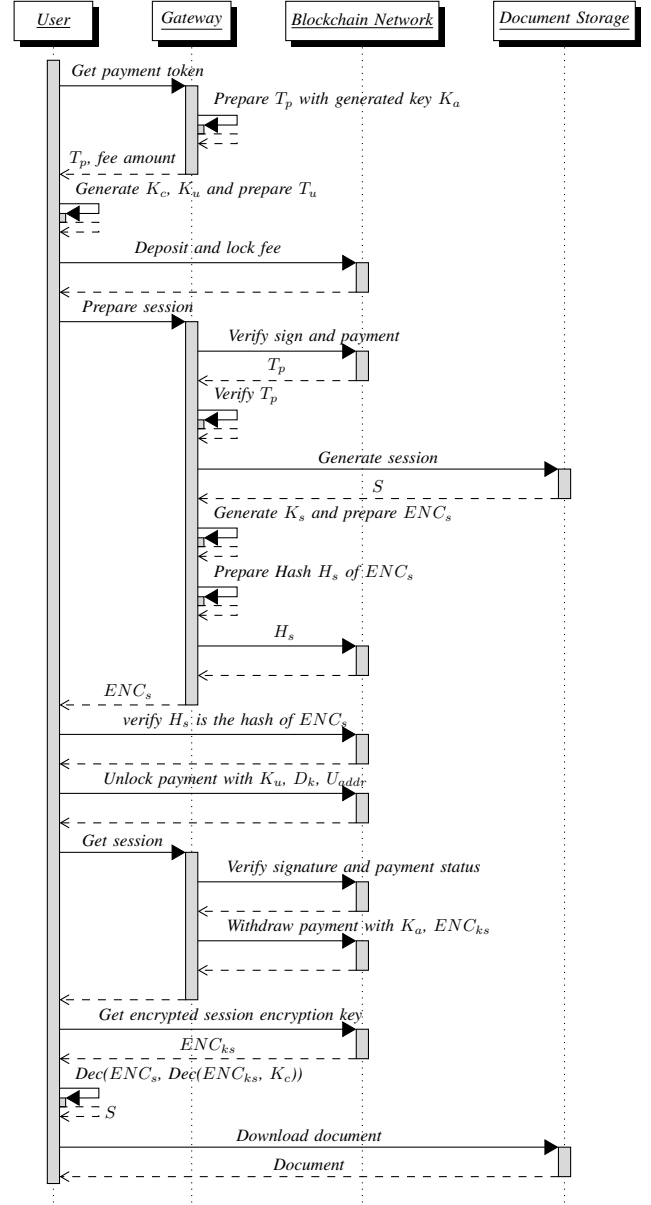 User Gateway Blockchain Network Document Storage
Get payment token
Prepare T_p with generated key K_a
T_p, fee amount
Generate K_c, K_u and prepare T_u
Deposit and lock fee
Prepare session
Verify sign and payment
T_p
Verify T_p
Generate session
S
Generate K_s and prepare ENC_s
Prepare Hash H_s of ENC_s
H_s
ENC_s
verify H_s is the hash of ENC_s
Unlock payment with K_u, D_k, U_addr
Get session
Verify signature and payment status
Withdraw payment with K_a, ENC_ks
Get encrypted session encryption key
ENC_ks
Dec(ENC_s, Dec(ENC_ks, K_c))
S
Download document
Document